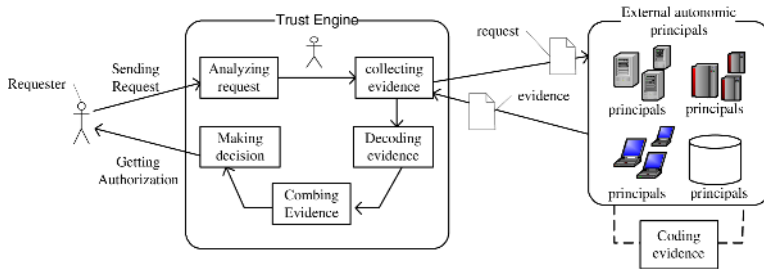 Trust Engine
External autonomic
principals
request
Sending
Request
Analyzing
request
collecting
evidence
Requester
evidence
principals
principals
Making
decision
Decoding
evidence
Getting
Authorization
Combing
Evidence
principals
principals
Coding
evidence